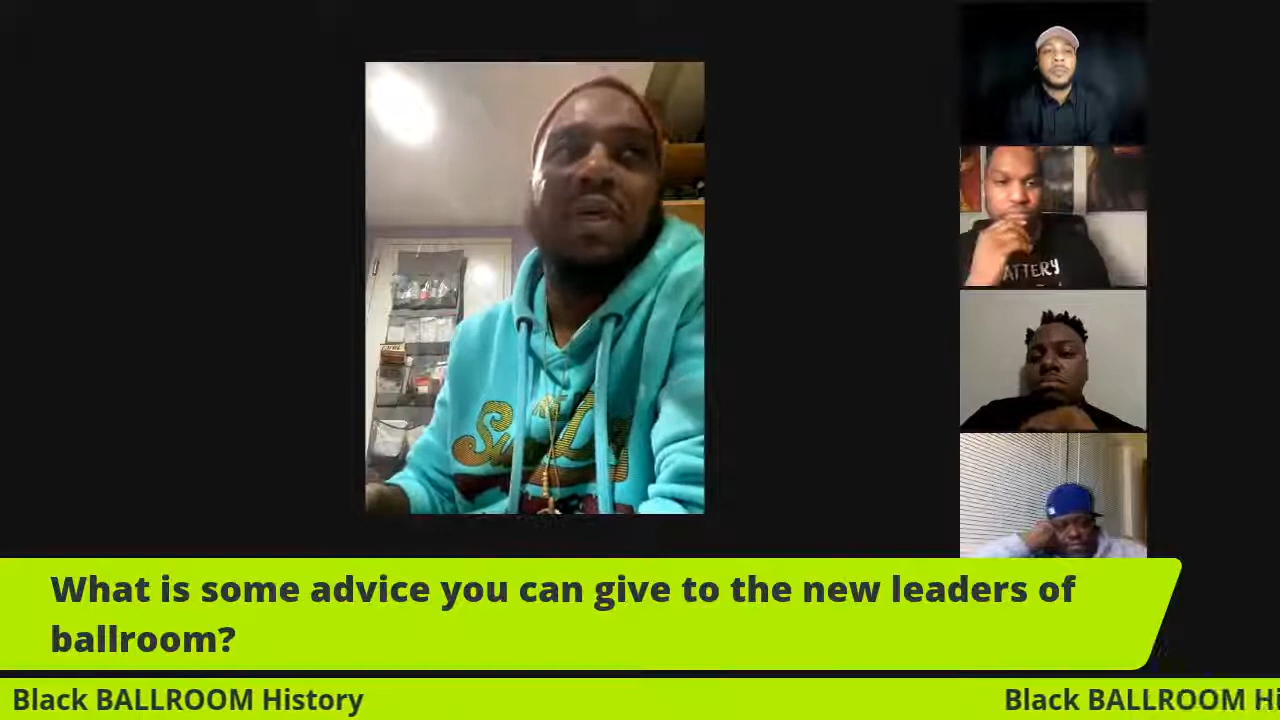 ATTERY
What is some advice you can give to the new leaders of
ballroom?
Black BALLROOM History
Black BALLROOM Hi